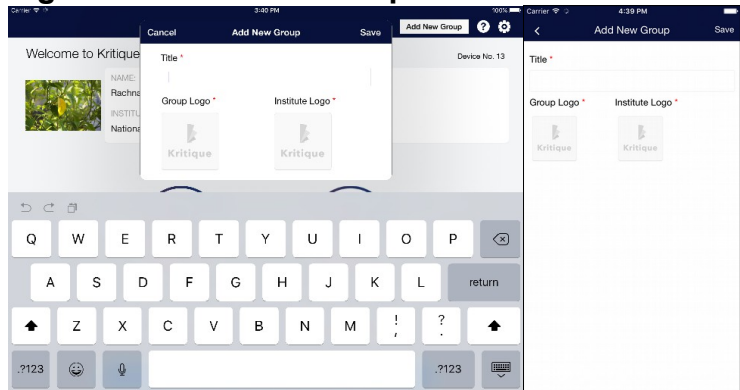 Carrier 3:40 PM 100%
Cancel Add New Group Save
Add New Group ?
Welcome to Kritique
Device No. 13
Title *
NAME:
Rachna
Nationa
Group Logo * Institute Logo *
Kritique Kritique
Q W E R T Y U I O P
A S D F G H J K L return
Z X C V B N M ! , ? .
.?123 .?123
Carrier 4:39 PM
< Add New Group Save
Title *
Group Logo * Institute Logo *
Kritique Kritique